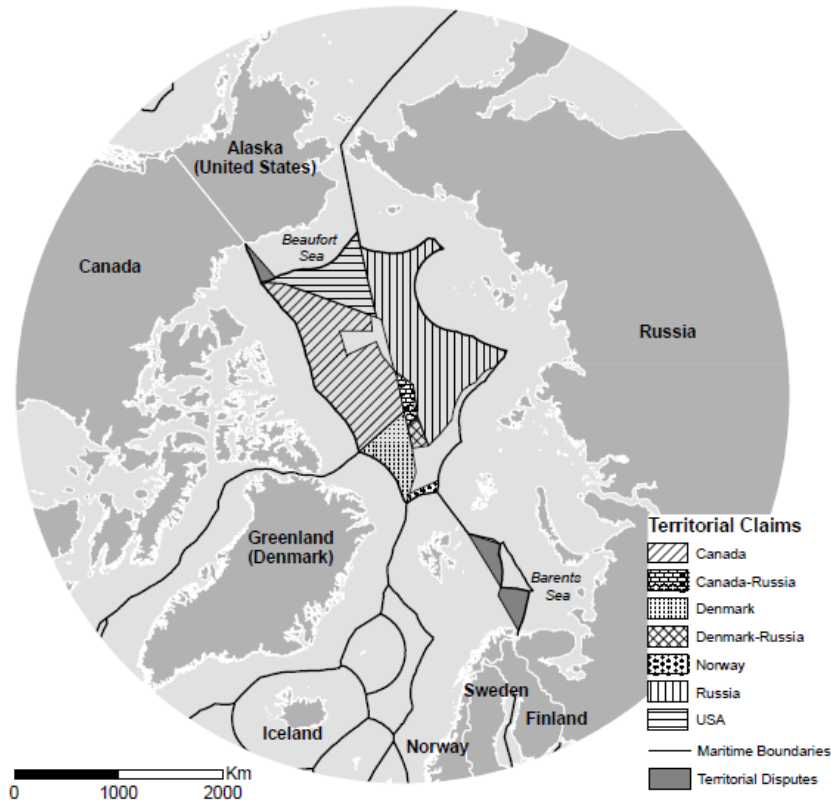 Alaska
(United States)
Beaufort
Sea
Canada
Russia
Greenland
(Denmark)
Barents
Sea
Sweden
Finland
Iceland
Norway
Territorial Claims
Canada
Canada-Russia
Denmark
Denmark-Russia
Norway
Russia
USA
Maritime Boundaries
Territorial Disputes
Km
0 1000 2000